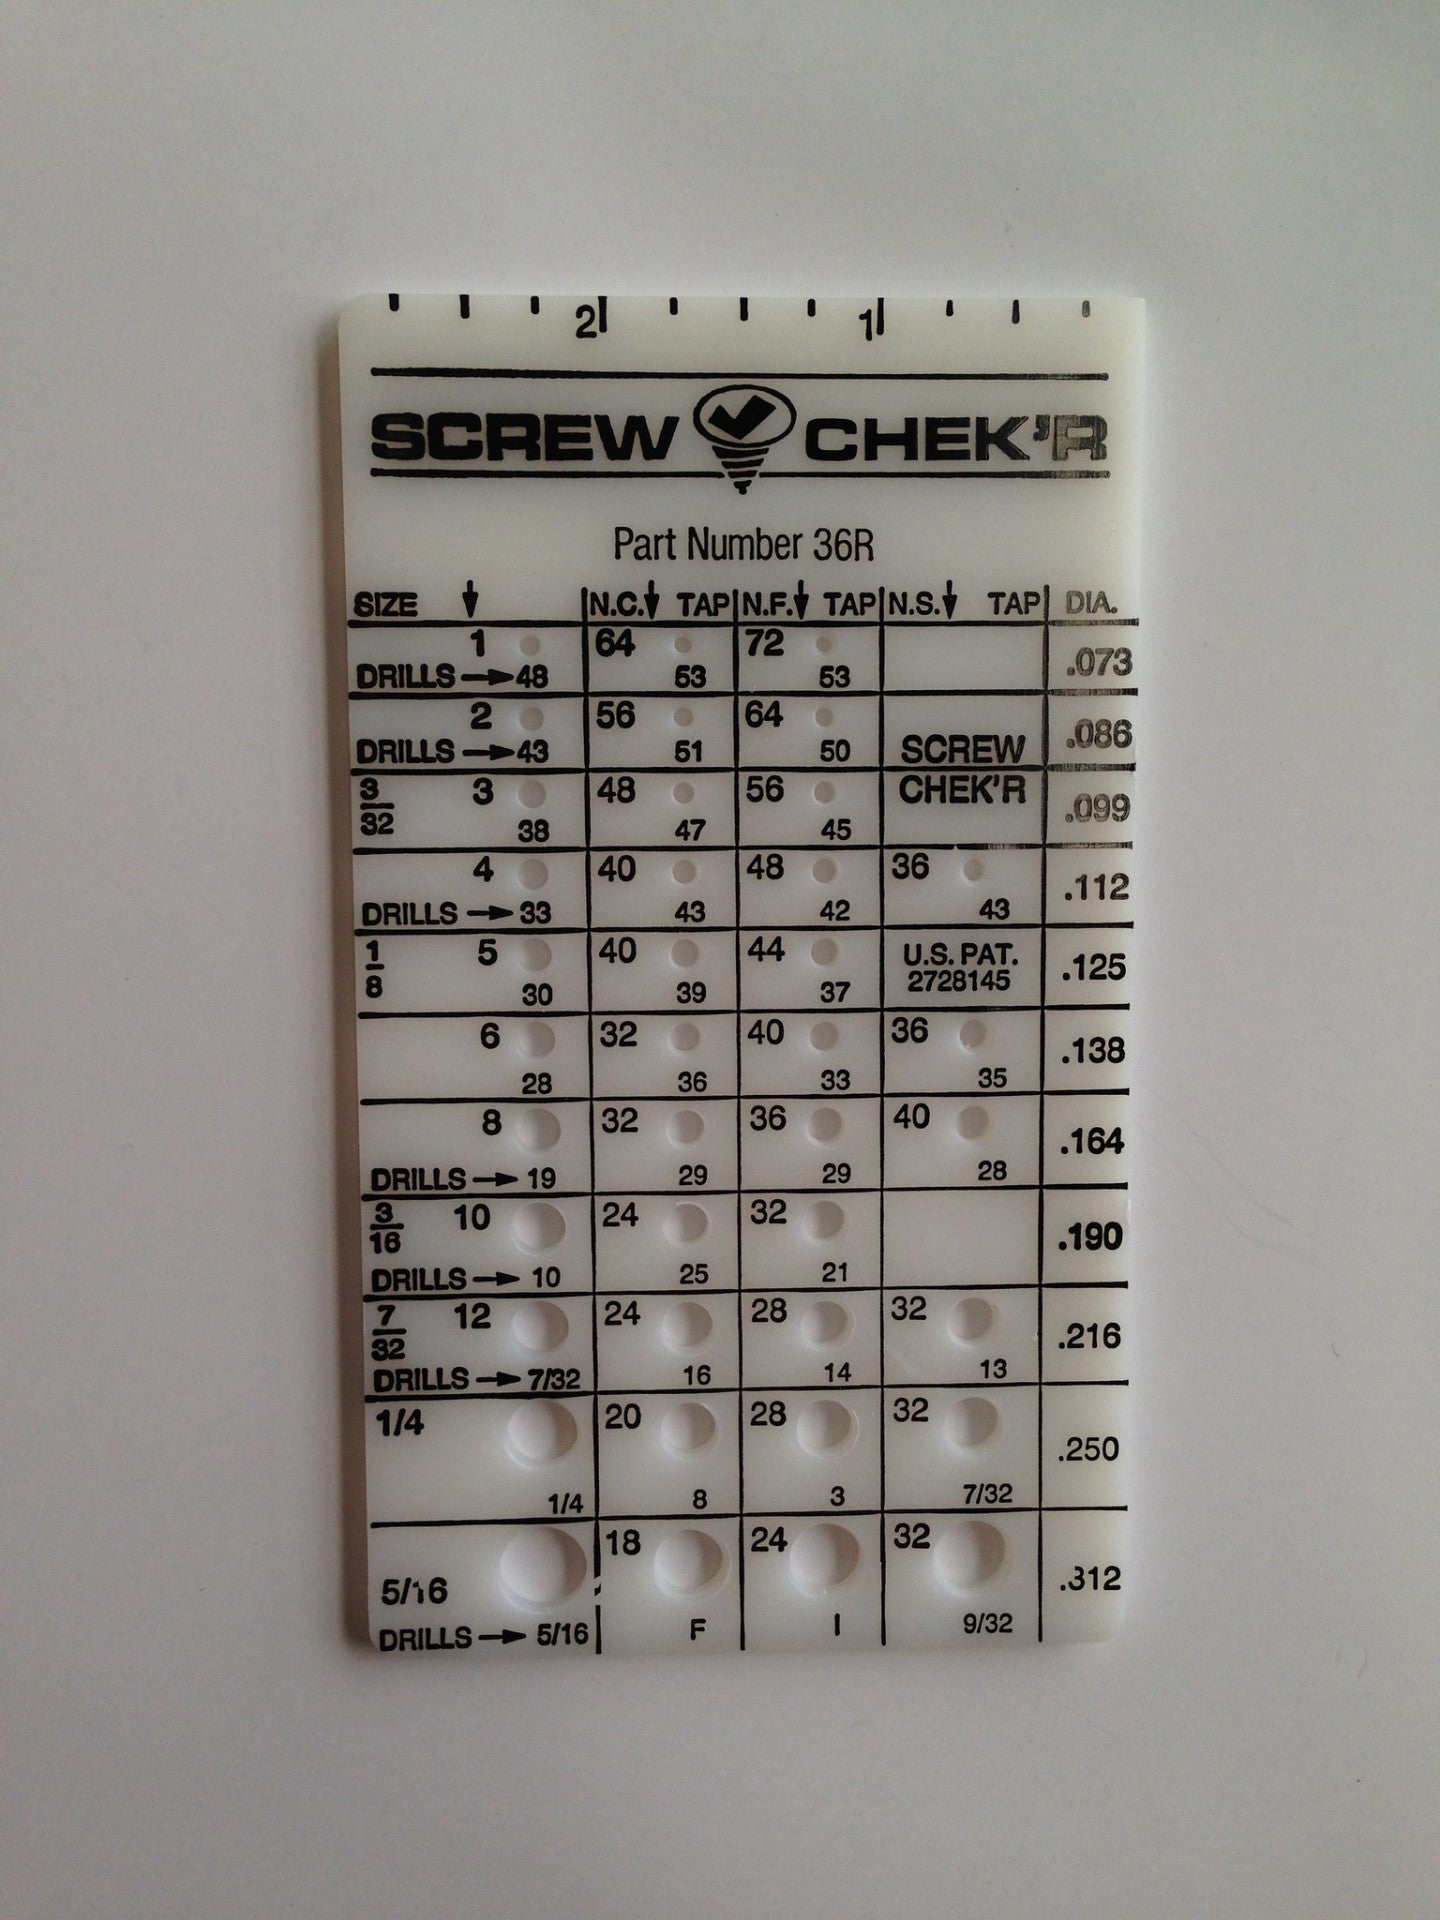 2 1
SCREW CHEK'R
Part Number 36R
SIZE N.C. TAP N.F. TAP N.S. TAP DIA.
1 64 72
DRILLS 48 53 53 .073
2 56 64
DRILLS 43 51 50 SCREW .086
3/32 3 48 56 CHEK'R
38 47 45 .099
4 40 48 36
DRILLS 33 43 42 43 .112
1/8 5 40 44 U.S. PAT.
30 39 37 2728145 .125
6 32 40 36
28 36 33 35 .138
8 32 36 40
DRILLS 19 29 29 28 .164
3/16 10 24 32
DRILLS 10 25 21 .190
7/32 12 24 28 32
DRILLS 7/32 16 14 13 .216
1/4 20 28 32
1/4 8 3 7/32 .250
5/16 18 24 32
DRILLS 5/16 F I 9/32 .312